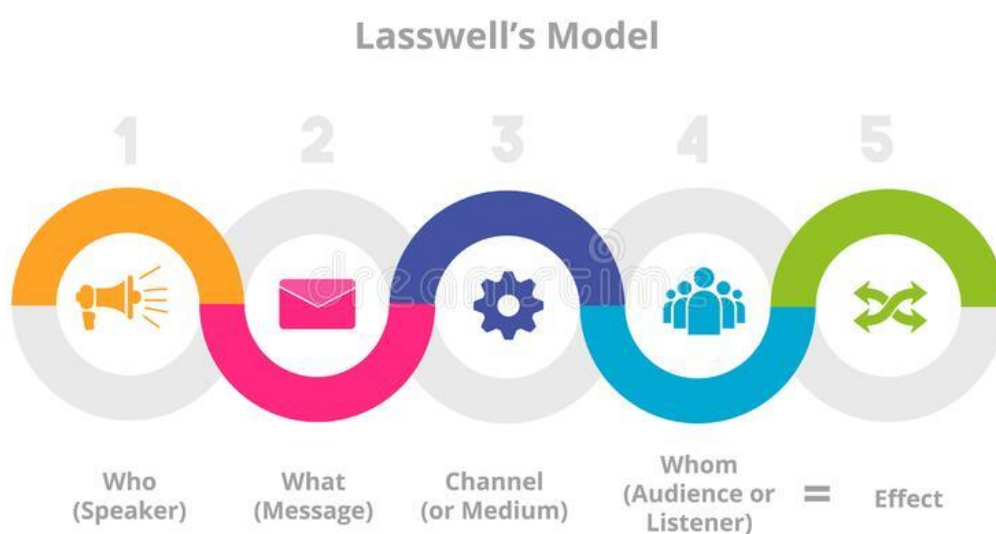 Lasswell's Model
1 2 3 4 5
Who
(Speaker)
What
(Message)
Channel
(or Medium)
Whom
(Audience or
Listener)
=
Effect